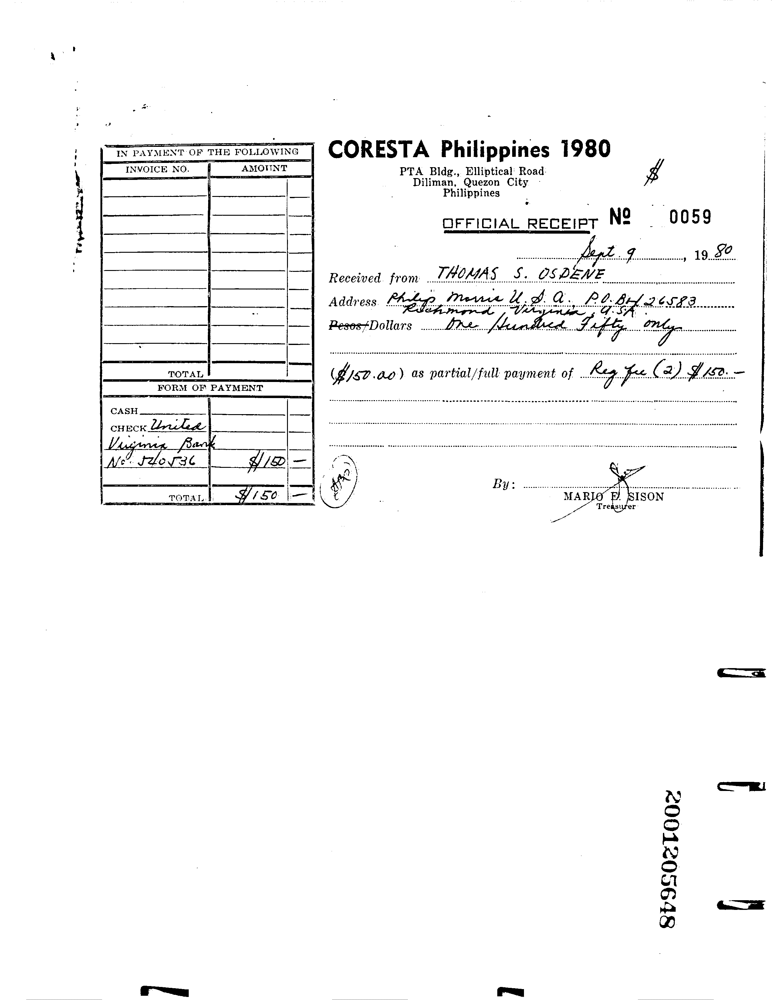 IN PAYMENT OF THE FOLLOWING
INVOICE NO. AMOUNT
TOTAL
FORM OF PAYMENT
CASH
CHECK United
Virginia Bank
No. 540536 $150 —
TOTAL $150 —
CORESTA Philippines 1980
PTA Bldg., Elliptical Road
Diliman, Quezon City
Philippines
$
OFFICIAL RECEIPT No 0059
Sept 9, 1980
Received from THOMAS S. OSDENE
Address Philip Morris U.S.A. P.O. Box 26583
Richmond, Virginia, U.S.A.
Pesos/Dollars One Hundred Fifty only
($150.00) as partial/full payment of Reg fee (2) $150.—
By:
MARIO E. SISON
Treasurer
2001205648